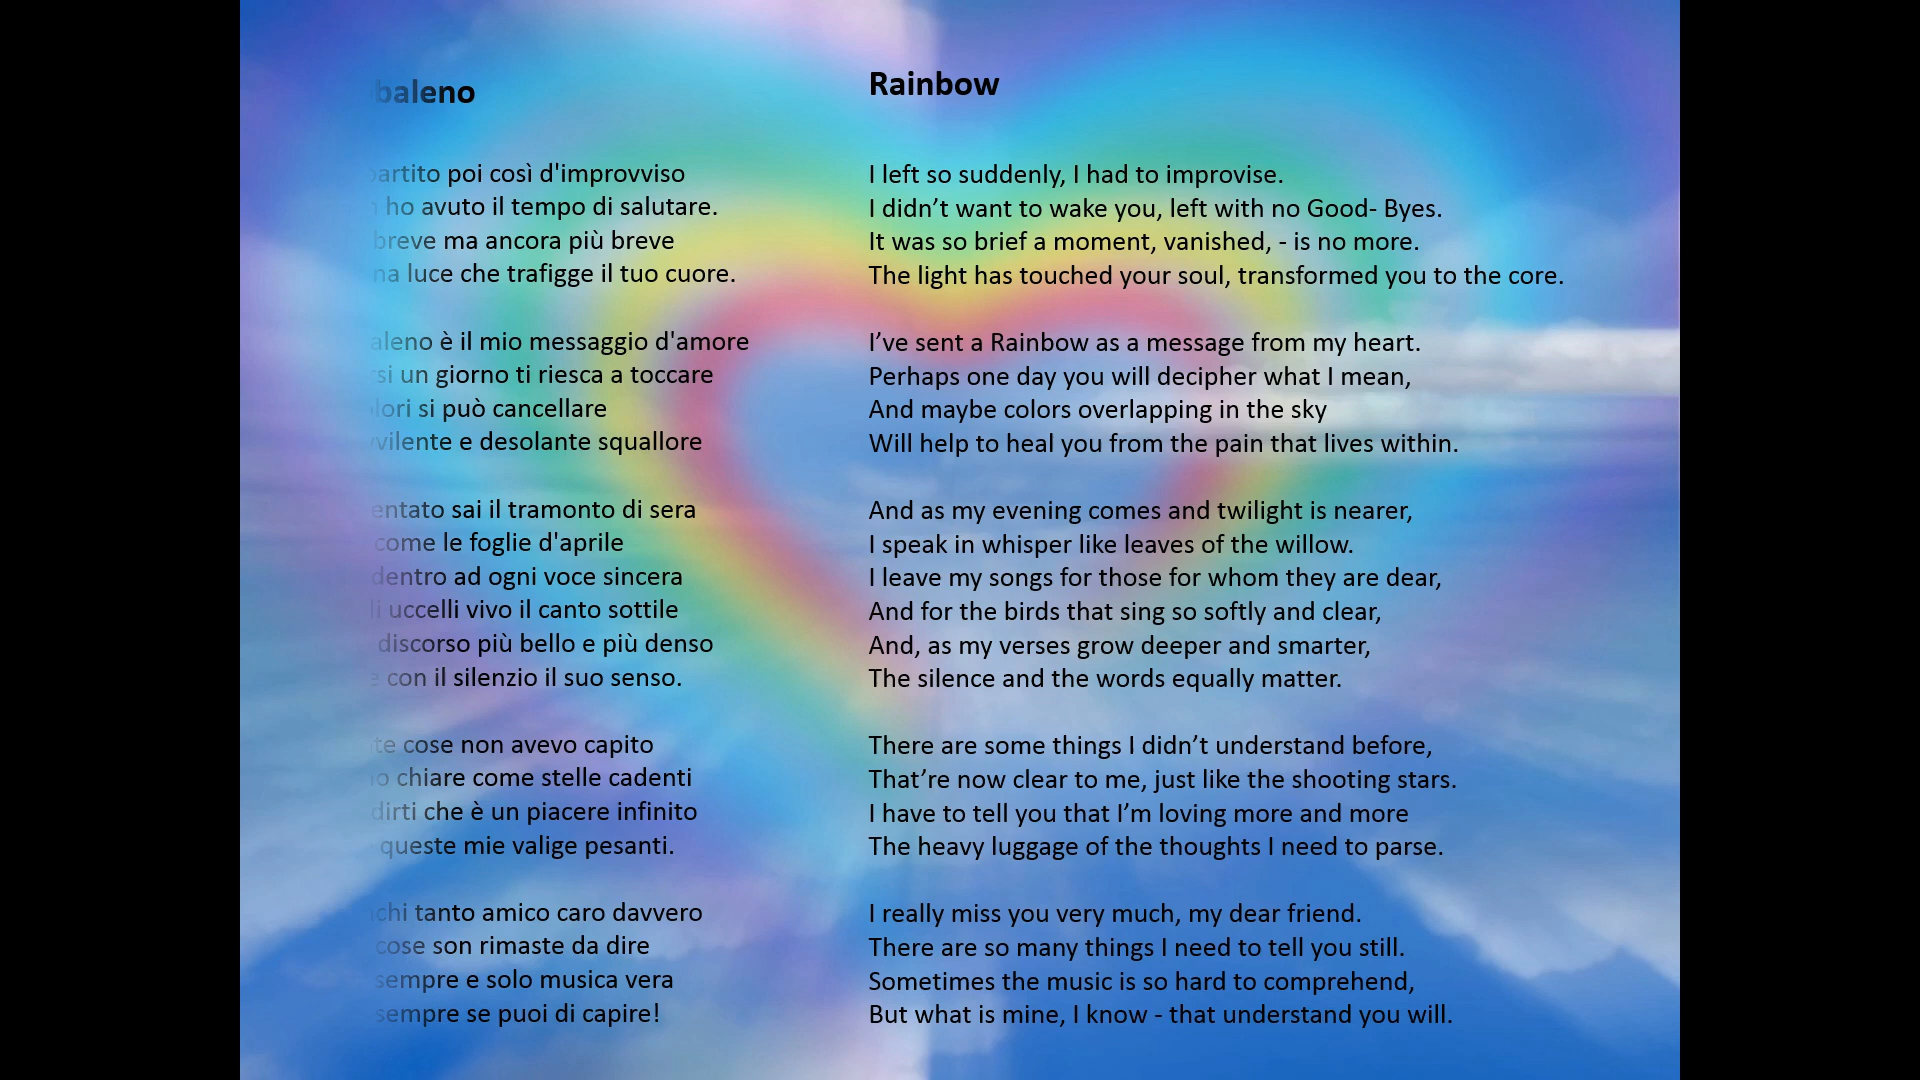 baleno
partito poi così d'improvviso
ho avuto il tempo di salutare.
breve ma ancora più breve
luce che trafigge il tuo cuore.
è il mio messaggio d'amore
un giorno ti riesca a toccare
si può cancellare
e desolante squallore
sai il tramonto di sera
come le foglie d'aprile
dentro ad ogni voce sincera
uccelli vivo il canto sottile
discorso più bello e più denso
con il silenzio il suo senso.
cose non avevo capito
chiare come stelle cadenti
dirti che è un piacere infinito
queste mie valige pesanti.
tanto amico caro davvero
cose son rimaste da dire
sempre e solo musica vera
sempre se puoi di capire!
Rainbow
I left so suddenly, I had to improvise.
I didn’t want to wake you, left with no Good- Byes.
It was so brief a moment, vanished, - is no more.
The light has touched your soul, transformed you to the core.
I’ve sent a Rainbow as a message from my heart.
Perhaps one day you will decipher what I mean,
And maybe colors overlapping in the sky
Will help to heal you from the pain that lives within.
And as my evening comes and twilight is nearer,
I speak in whisper like leaves of the willow.
I leave my songs for those for whom they are dear,
And for the birds that sing so softly and clear,
And, as my verses grow deeper and smarter,
The silence and the words equally matter.
There are some things I didn’t understand before,
That’re now clear to me, just like the shooting stars.
I have to tell you that I’m loving more and more
The heavy luggage of the thoughts I need to parse.
I really miss you very much, my dear friend.
There are so many things I need to tell you still.
Sometimes the music is so hard to comprehend,
But what is mine, I know - that understand you will.